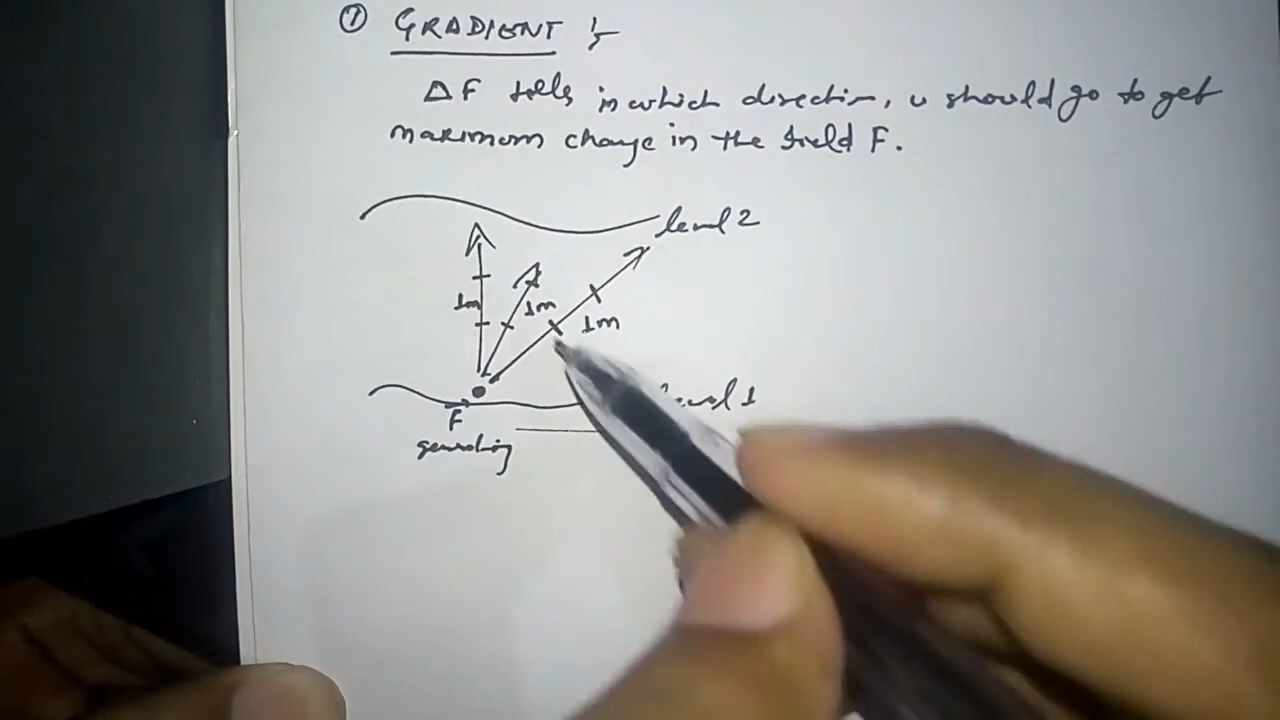 ① GRADIENT :-
ΔF tells in which direction, u should go to get
maximum change in the field F.
level 2
1m 1m 1m
level 1
F